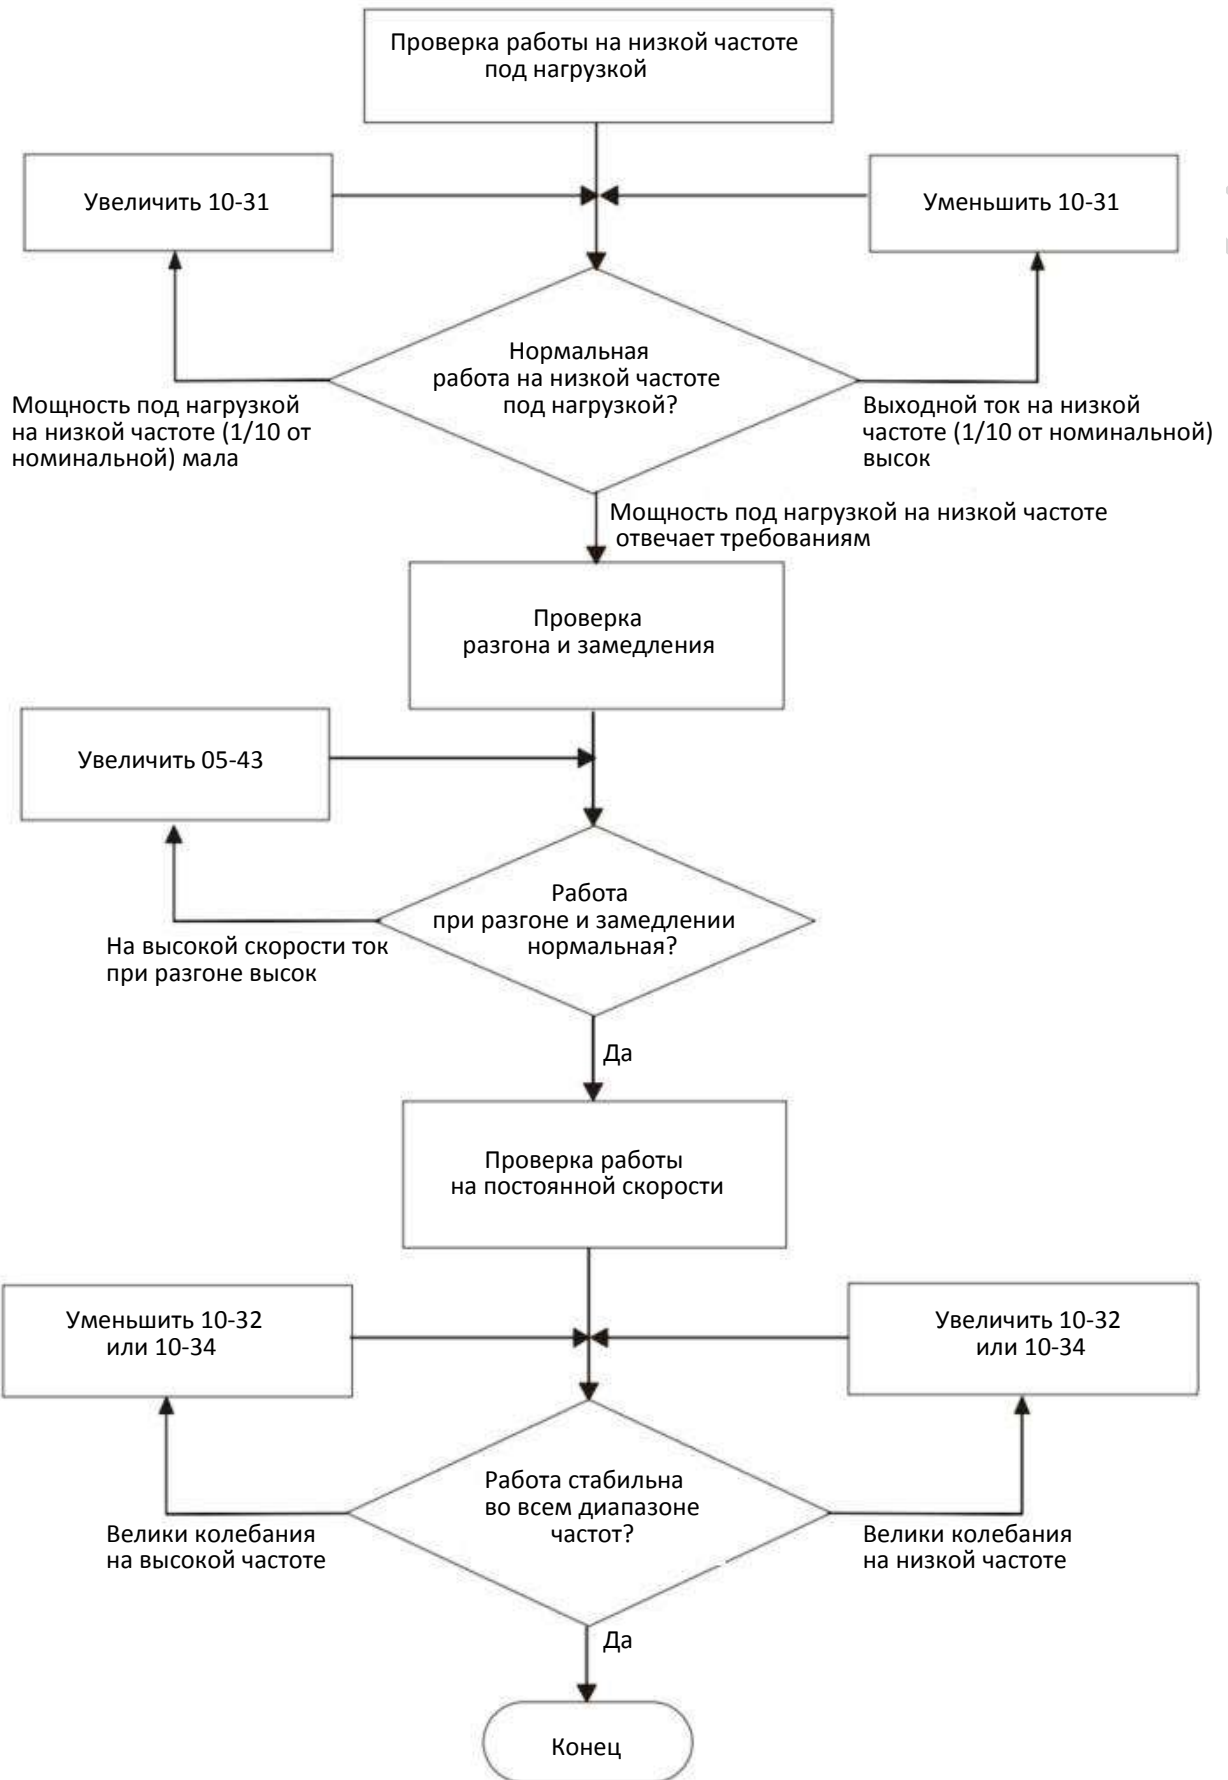 Проверка работы на низкой частоте
под нагрузкой
Увеличить 10-31
Уменьшить 10-31
Нормальная
работа на низкой частоте
под нагрузкой?
Мощность под нагрузкой
на низкой частоте (1/10 от
номинальной) мала
Выходной ток на низкой
частоте (1/10 от номинальной)
высок
Мощность под нагрузкой на низкой частоте
отвечает требованиям
Проверка
разгона и замедления
Увеличить 05-43
Работа
при разгоне и замедлении
нормальная?
На высокой скорости ток
при разгоне высок
Да
Проверка работы
на постоянной скорости
Уменьшить 10-32
или 10-34
Увеличить 10-32
или 10-34
Работа стабильна
во всем диапазоне
частот?
Велики колебания
на высокой частоте
Велики колебания
на низкой частоте
Да
Конец